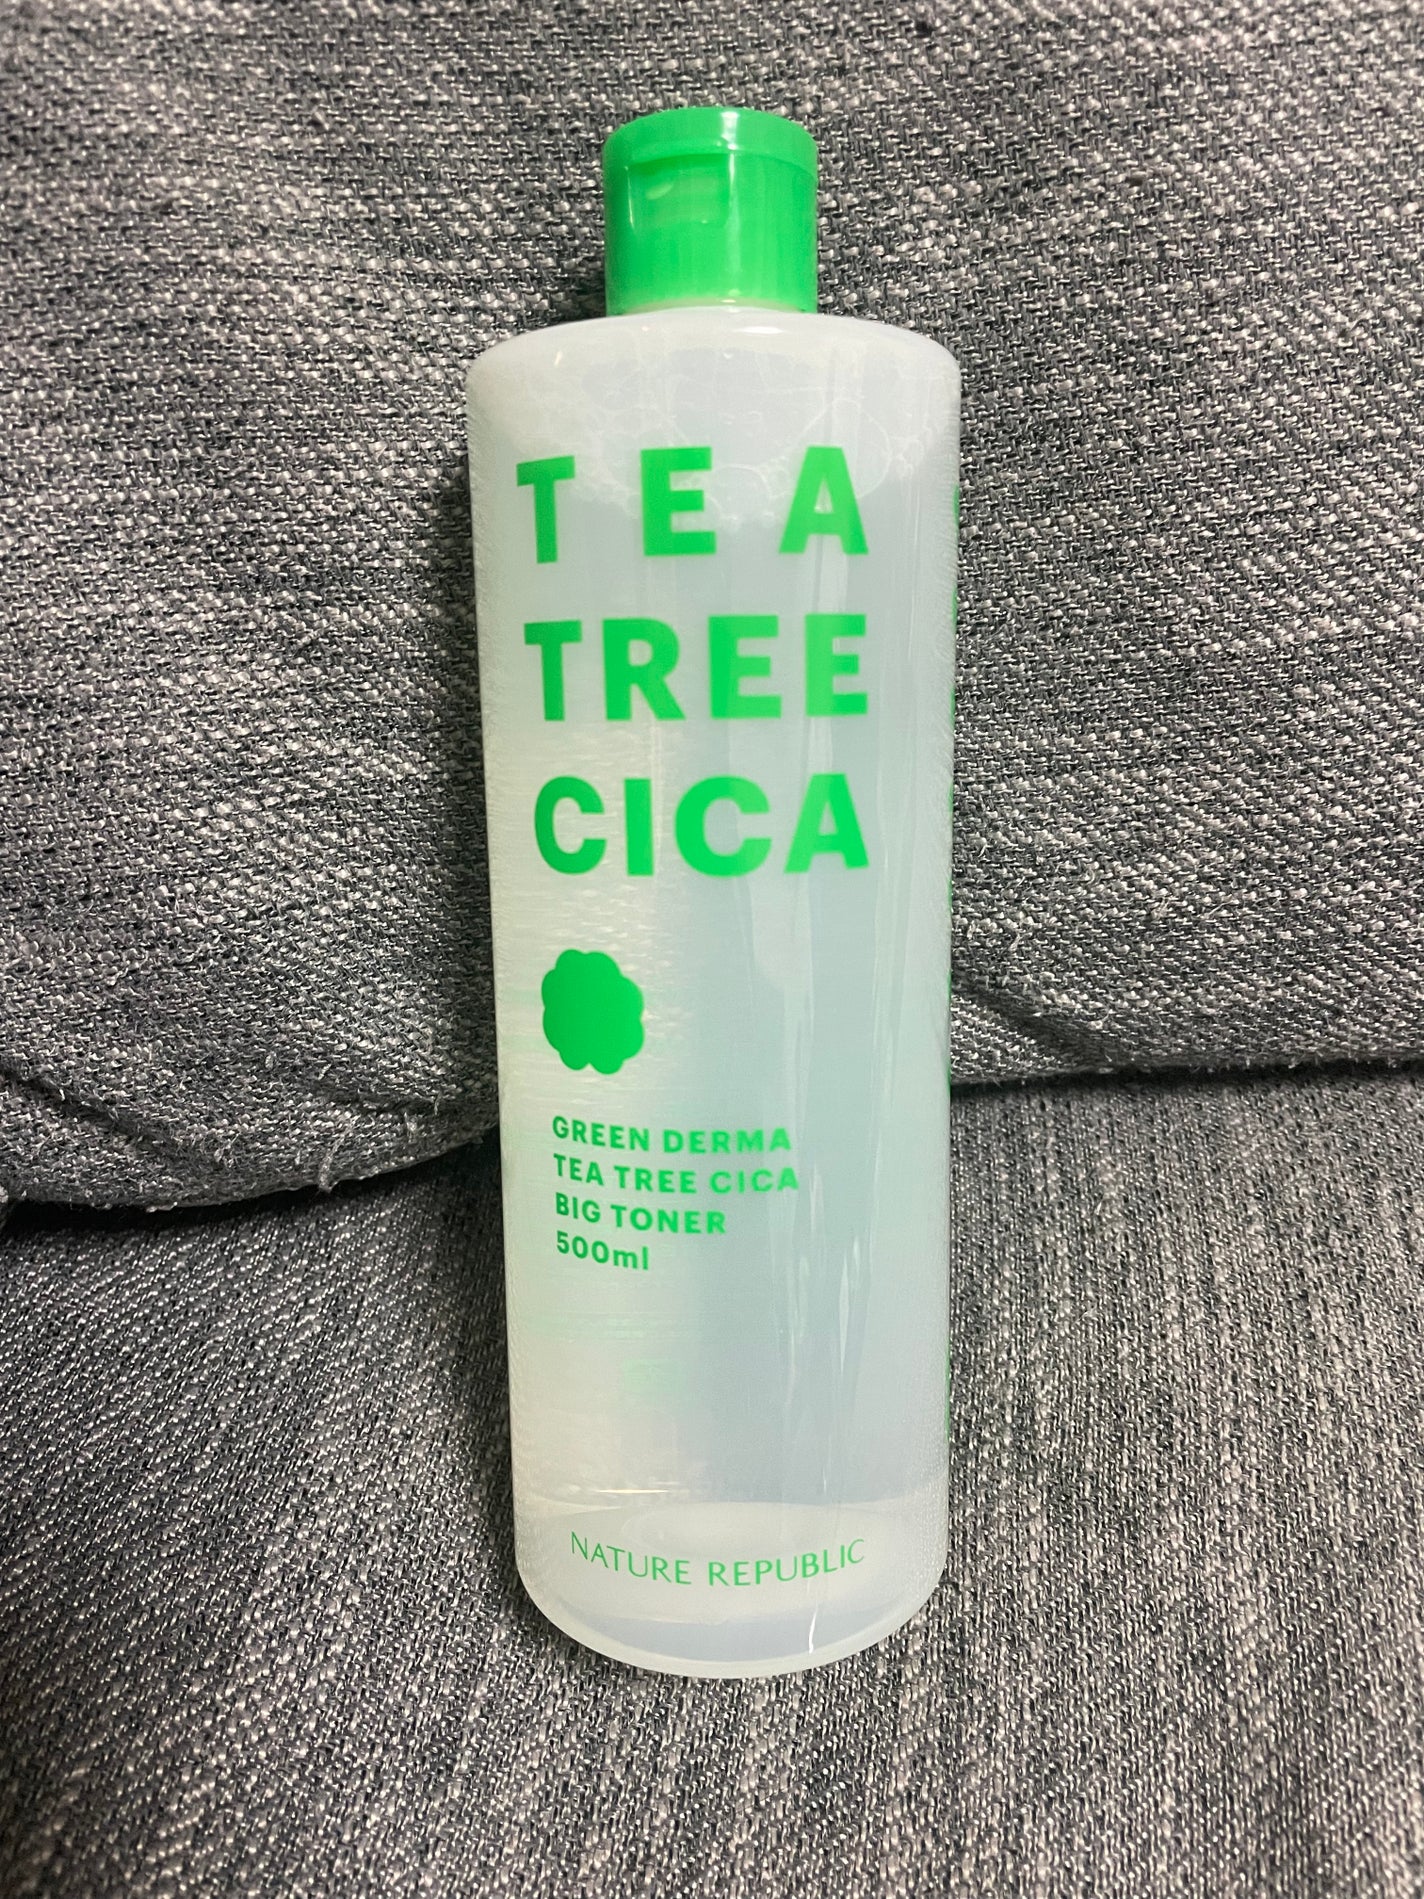 TEA
TREE
CICA
GREEN DERMA
TEA TREE CICA
BIG TONER
500ml
NATURE REPUBLIC